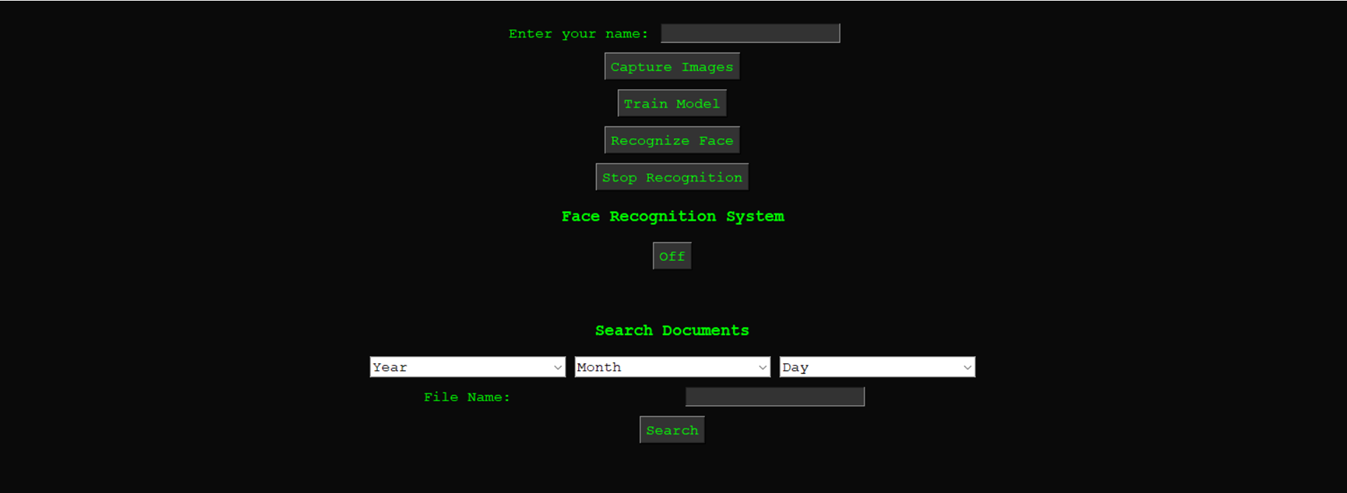 Enter your name:
Capture Images
Train Model
Recognize Face
Stop Recognition
Face Recognition System
Off
Search Documents
Year Month Day
File Name:
Search